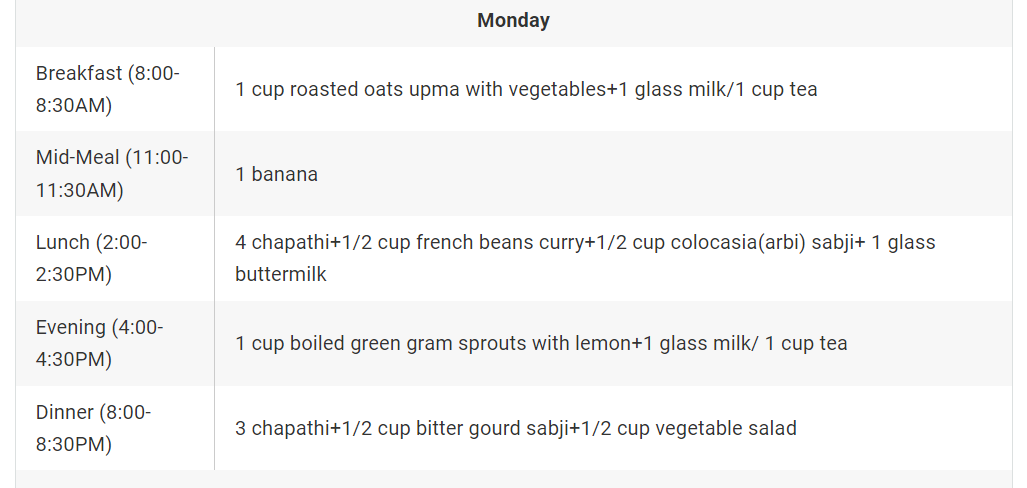 Monday
Breakfast (8:00-
8:30AM)
1 cup roasted oats upma with vegetables+1 glass milk/1 cup tea
Mid-Meal (11:00-
11:30AM)
1 banana
Lunch (2:00-
2:30PM)
4 chapathi+1/2 cup french beans curry+1/2 cup colocasia(arbi) sabji+ 1 glass
buttermilk
Evening (4:00-
4:30PM)
1 cup boiled green gram sprouts with lemon+1 glass milk/ 1 cup tea
Dinner (8:00-
8:30PM)
3 chapathi+1/2 cup bitter gourd sabji+1/2 cup vegetable salad